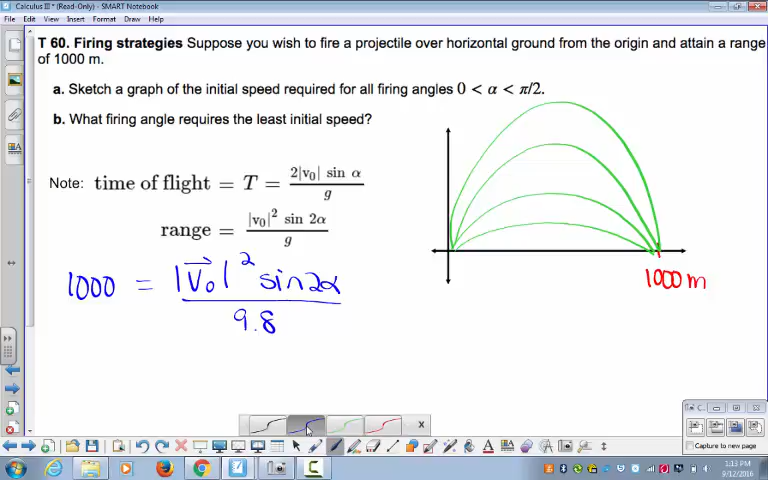 Calculus III * (Read-Only) - SMART Notebook
File Edit View Insert Format Draw Help
T 60. Firing strategies Suppose you wish to fire a projectile over horizontal ground from the origin and attain a range
of 1000 m.
a. Sketch a graph of the initial speed required for all firing angles 0 < α < π/2.
b. What firing angle requires the least initial speed?
Note: time of flight = T = 2|v₀| sin α / g
range = |v₀|² sin 2α / g
1000 = |v₀|² sin2α / 9.8
1000 m
Capture to new page
1:13 PM
9/12/2016